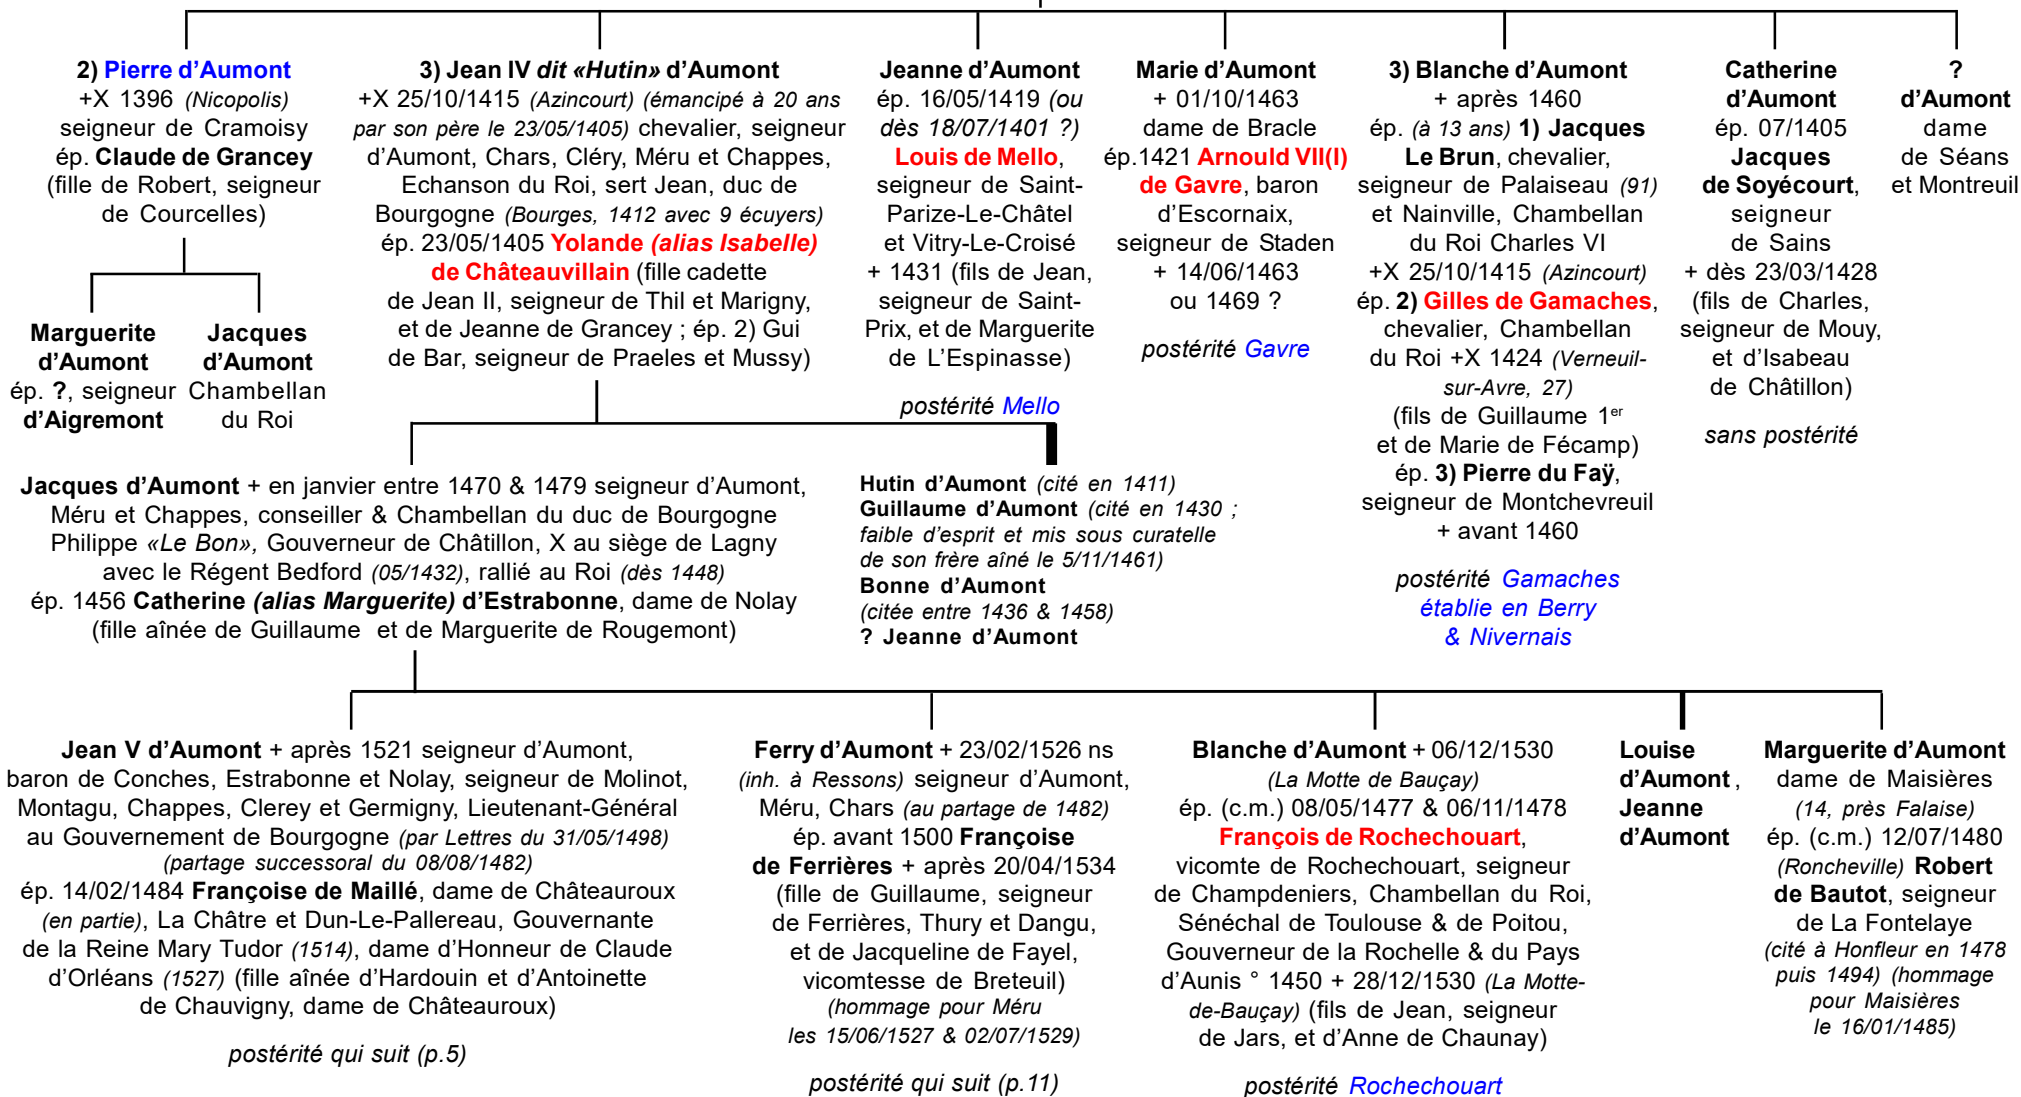 2) Pierre d’Aumont
+X 1396 (Nicopolis)
seigneur de Cramoisy
ép. Claude de Grancey
(fille de Robert, seigneur
de Courcelles)
3) Jean IV dit «Hutin» d’Aumont
+X 25/10/1415 (Azincourt) (émancipé à 20 ans
par son père le 23/05/1405) chevalier, seigneur
d’Aumont, Chars, Cléry, Méru et Chappes,
Echanson du Roi, sert Jean, duc de
Bourgogne (Bourges, 1412 avec 9 écuyers)
ép. 23/05/1405 Yolande (alias Isabelle)
de Châteauvillain (fille cadette
de Jean II, seigneur de Thil et Marigny,
et de Jeanne de Grancey ; ép. 2) Gui
de Bar, seigneur de Praeles et Mussy)
Jeanne d’Aumont
ép. 16/05/1419 (ou
dès 18/07/1401 ?)
Louis de Mello,
seigneur de Saint-
Parize-Le-Châtel
et Vitry-Le-Croisé
+ 1431 (fils de Jean,
seigneur de Saint-
Prix, et de Marguerite
de L’Espinasse)
postérité Mello
Marie d’Aumont
+ 01/10/1463
dame de Bracle
ép.1421 Arnould VII(I)
de Gavre, baron
d’Escornaix,
seigneur de Staden
+ 14/06/1463
ou 1469 ?
postérité Gavre
3) Blanche d’Aumont
+ après 1460
ép. (à 13 ans) 1) Jacques
Le Brun, chevalier,
seigneur de Palaiseau (91)
et Nainville, Chambellan
du Roi Charles VI
+X 25/10/1415 (Azincourt)
ép. 2) Gilles de Gamaches,
chevalier, Chambellan
du Roi +X 1424 (Verneuil-
sur-Avre, 27)
(fils de Guillaume 1er
et de Marie de Fécamp)
ép. 3) Pierre du Faÿ,
seigneur de Montchevreuil
+ avant 1460
postérité Gamaches
établie en Berry
& Nivernais
Catherine
d’Aumont
ép. 07/1405
Jacques
de Soyécourt,
seigneur
de Sains
+ dès 23/03/1428
(fils de Charles,
seigneur de Mouy,
et d’Isabeau
de Châtillon)
sans postérité
?
d’Aumont
dame
de Séans
et Montreuil
Marguerite
d’Aumont
ép. ?, seigneur
d’Aigremont
Jacques
d’Aumont
Chambellan
du Roi
Jacques d’Aumont + en janvier entre 1470 & 1479 seigneur d’Aumont,
Méru et Chappes, conseiller & Chambellan du duc de Bourgogne
Philippe «Le Bon», Gouverneur de Châtillon, X au siège de Lagny
avec le Régent Bedford (05/1432), rallié au Roi (dès 1448)
ép. 1456 Catherine (alias Marguerite) d’Estrabonne, dame de Nolay
(fille aînée de Guillaume et de Marguerite de Rougemont)
Hutin d’Aumont (cité en 1411)
Guillaume d’Aumont (cité en 1430 ;
faible d’esprit et mis sous curatelle
de son frère aîné le 5/11/1461)
Bonne d’Aumont
(citée entre 1436 & 1458)
? Jeanne d’Aumont
Jean V d’Aumont + après 1521 seigneur d’Aumont,
baron de Conches, Estrabonne et Nolay, seigneur de Molinot,
Montagu, Chappes, Clerey et Germigny, Lieutenant-Général
au Gouvernement de Bourgogne (par Lettres du 31/05/1498)
(partage successoral du 08/08/1482)
ép. 14/02/1484 Françoise de Maillé, dame de Châteauroux
(en partie), La Châtre et Dun-Le-Pallereau, Gouvernante
de la Reine Mary Tudor (1514), dame d’Honneur de Claude
d’Orléans (1527) (fille aînée d’Hardouin et d’Antoinette
de Chauvigny, dame de Châteauroux)
postérité qui suit (p.5)
Ferry d’Aumont + 23/02/1526 ns
(inh. à Ressons) seigneur d’Aumont,
Méru, Chars (au partage de 1482)
ép. avant 1500 Françoise
de Ferrières + après 20/04/1534
(fille de Guillaume, seigneur
de Ferrières, Thury et Dangu,
et de Jacqueline de Fayel,
vicomtesse de Breteuil)
(hommage pour Méru
les 15/06/1527 & 02/07/1529)
postérité qui suit (p.11)
Blanche d’Aumont + 06/12/1530
(La Motte de Bauçay)
ép. (c.m.) 08/05/1477 & 06/11/1478
François de Rochechouart,
vicomte de Rochechouart, seigneur
de Champdeniers, Chambellan du Roi,
Sénéchal de Toulouse & de Poitou,
Gouverneur de la Rochelle & du Pays
d’Aunis ° 1450 + 28/12/1530 (La Motte-
de-Bauçay) (fils de Jean, seigneur
de Jars, et d’Anne de Chaunay)
postérité Rochechouart
Louise
d’Aumont ,
Jeanne
d’Aumont
Marguerite d’Aumont
dame de Maisières
(14, près Falaise)
ép. (c.m.) 12/07/1480
(Roncheville) Robert
de Bautot, seigneur
de La Fontelaye
(cité à Honfleur en 1478
puis 1494) (hommage
pour Maisières
le 16/01/1485)